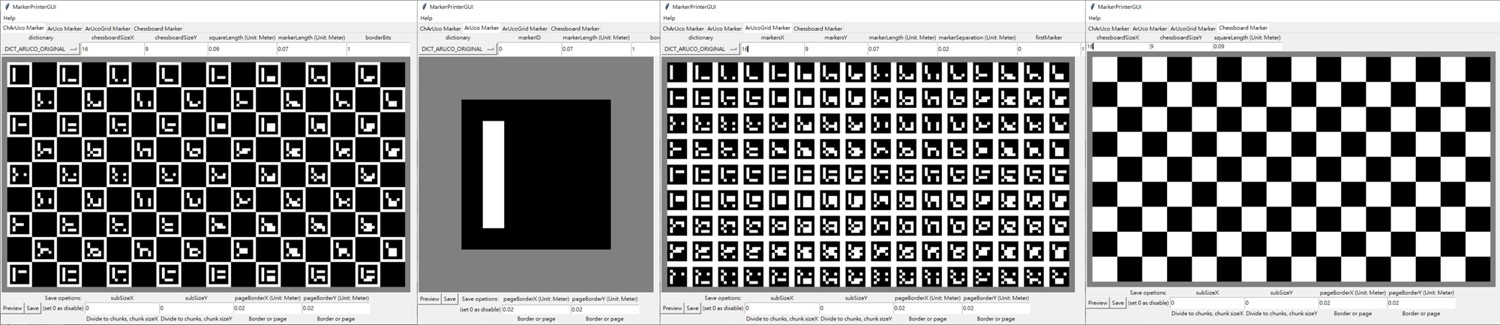 MarkerPrinterGUI
Help
ChArUco Marker ArUco Marker ArUcoGrid Marker Chessboard Marker
dictionary chessboardSizeX chessboardSizeY squareLength (Unit: Meter) markerLength (Unit: Meter) borderBits
DICT_ARUCO_ORIGINAL 16 9 0.09 0.07 1
Save opetions: subSizeX subSizeY pageBorderX (Unit: Meter) pageBorderY (Unit: Meter)
Preview Save (set 0 as disable) 0 0 0.02 0.02
Divide to chunks, chunk sizeX Divide to chunks, chunk sizeY Border or page Border or page
MarkerPrinterGUI
Help
ChArUco Marker ArUco Marker ArUcoGrid Marker Chessboard Marker
dictionary markerID markerLength (Unit: Meter) bor
DICT_ARUCO_ORIGINAL 0 0.07 1
Preview Save Save opetions: pageBorderX (Unit: Meter) pageBorderY (Unit: Meter)
(set 0 as disable) 0.02 0.02
Border or page Border or page
MarkerPrinterGUI
Help
ChArUco Marker ArUco Marker ArUcoGrid Marker Chessboard Marker
dictionary markersX markersY markerLength (Unit: Meter) markerSeparation (Unit: Meter) firstMarker
DICT_ARUCO_ORIGINAL 16 9 0.07 0.02 0 1
Save opetions: subSizeX subSizeY pageBorderX (Unit: Meter) pageBorderY (Unit: Meter)
Preview Save (set 0 as disable) 0 0 0.02 0.02
Divide to chunks, chunk sizeX Divide to chunks, chunk sizeY Border or page Border or page
MarkerPrinterGUI
Help
ChArUco Marker ArUco Marker ArUcoGrid Marker Chessboard Marker
chessboardSizeX chessboardSizeY squareLength (Unit: Meter)
16 9 0.09
Save opetions: subSizeX subSizeY pageBorderX (Unit: Meter) pageBorderY (Unit: Meter)
Preview Save (set 0 as disable) 0 0 0.02 0.02
Divide to chunks, chunk sizeX Divide to chunks, chunk sizeY Border or page Border or page